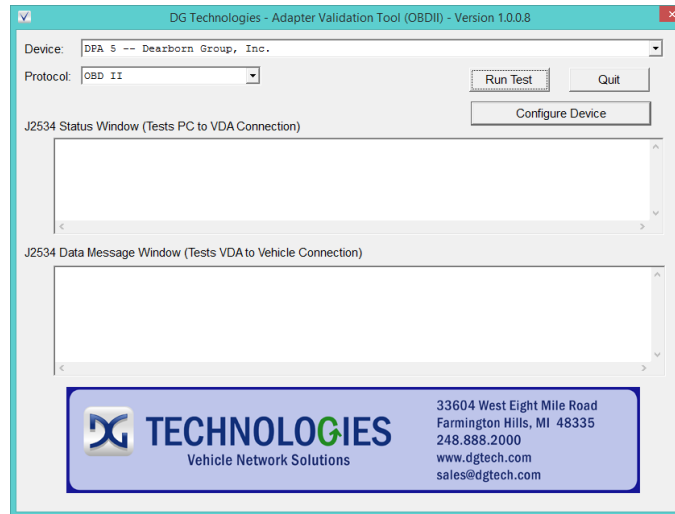 DG Technologies - Adapter Validation Tool (OBDII) - Version 1.0.0.8
Device: DPA 5 -- Dearborn Group, Inc.
Protocol: OBD II
Run Test Quit
Configure Device
J2534 Status Window (Tests PC to VDA Connection)
J2534 Data Message Window (Tests VDA to Vehicle Connection)
DG TECHNOLOGIES
Vehicle Network Solutions
33604 West Eight Mile Road
Farmington Hills, MI 48335
248.888.2000
www.dgtech.com
sales@dgtech.com